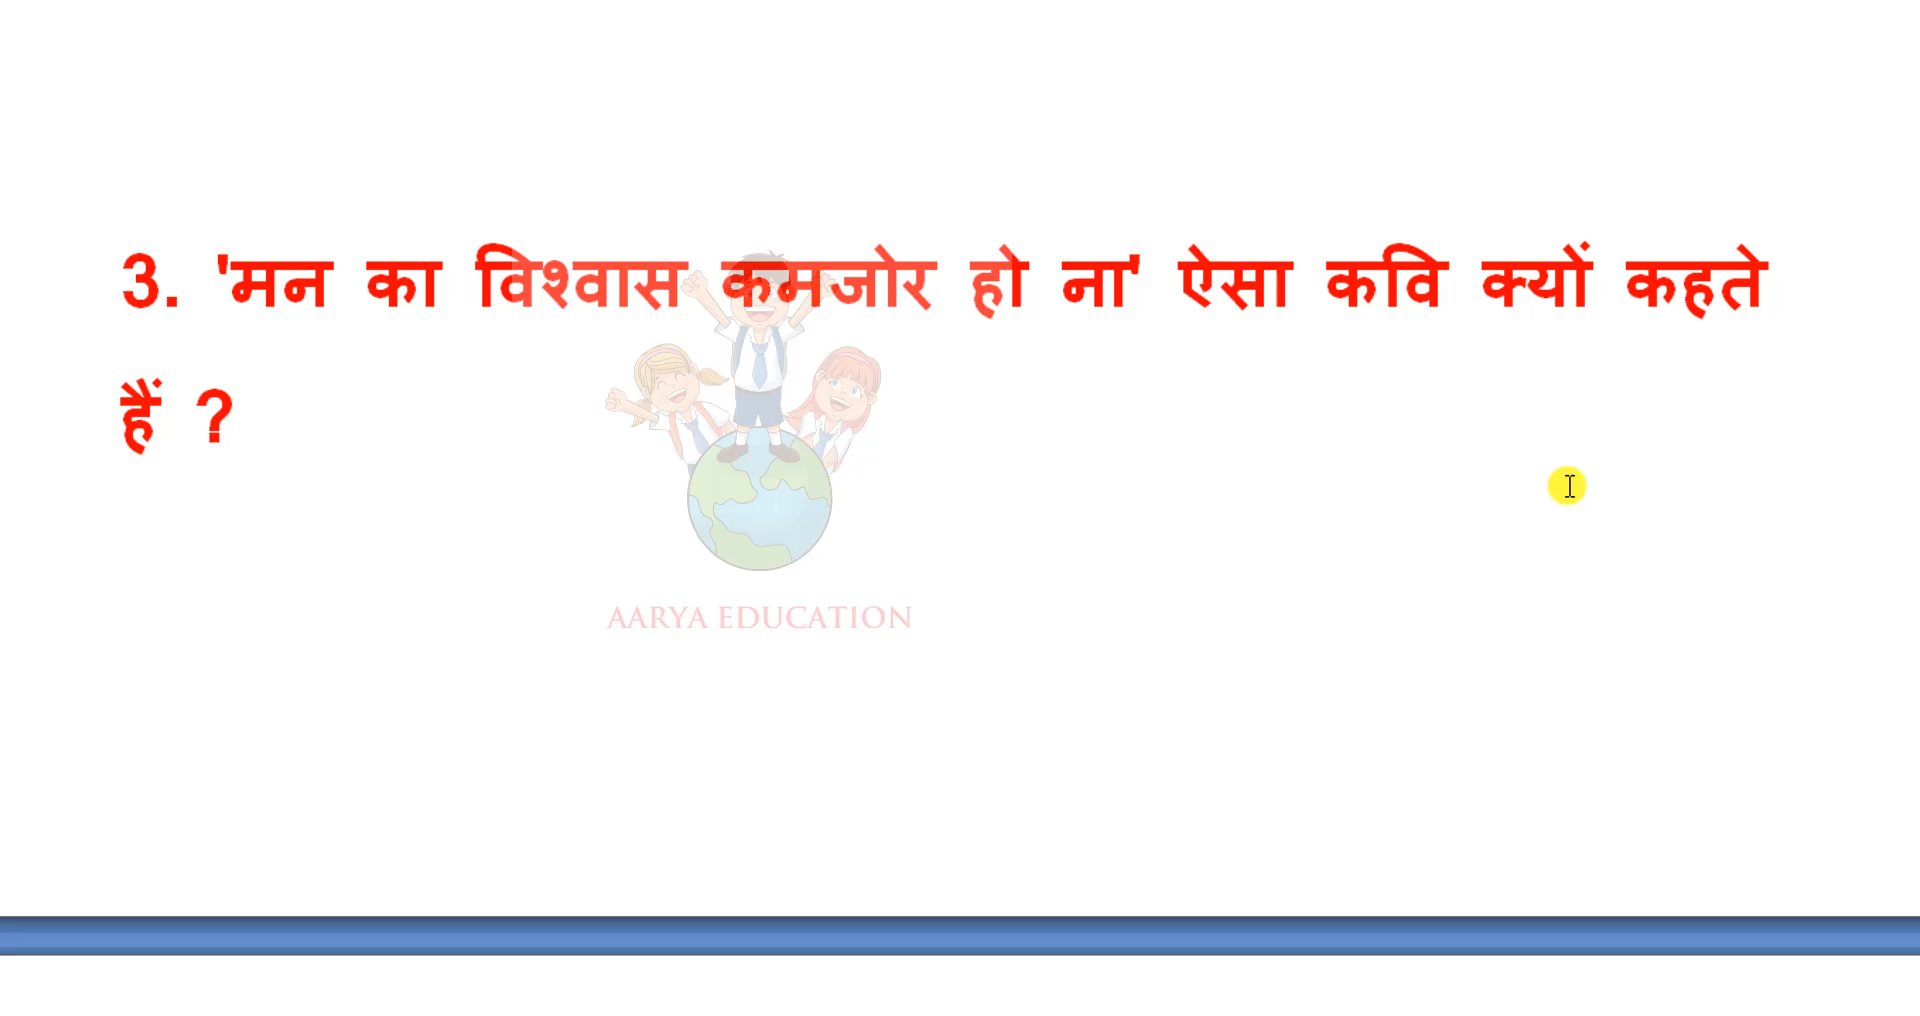 3. 'मन का विश्वास कमजोर हो ना' ऐसा कवि क्यों कहते
हैं ?
AARYA EDUCATION